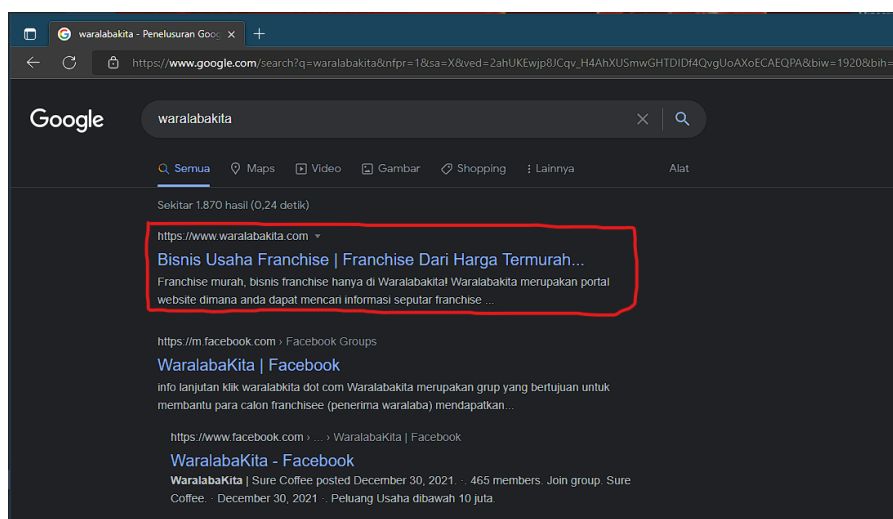 waralabakita - Penelusuran Goog
https://www.google.com/search?q=waralabakita&nfpr=1&sa=X&ved=2ahUKEwjp8JCqv_H4AhXUSmwGHTDIDf4QvgUoAXoECAEQPA&biw=1920&bih=
Google
waralabakita
Semua Maps Video Gambar Shopping Lainnya Alat
Sekitar 1.870 hasil (0,24 detik)
https://www.waralabakita.com
Bisnis Usaha Franchise | Franchise Dari Harga Termurah...
Franchise murah, bisnis franchise hanya di Waralabakita! Waralabakita merupakan portal
website dimana anda dapat mencari informasi seputar franchise ...
https://m.facebook.com › Facebook Groups
WaralabaKita | Facebook
info lanjutan klik waralabkita dot com Waralabakita merupakan grup yang bertujuan untuk
membantu para calon franchisee (penerima waralaba) mendapatkan...
https://www.facebook.com › ... › WaralabaKita | Facebook
WaralabaKita - Facebook
WaralabaKita | Sure Coffee posted December 30, 2021. ·. 465 members. Join group. Sure
Coffee. · December 30, 2021 ·. Peluang Usaha dibawah 10 juta.